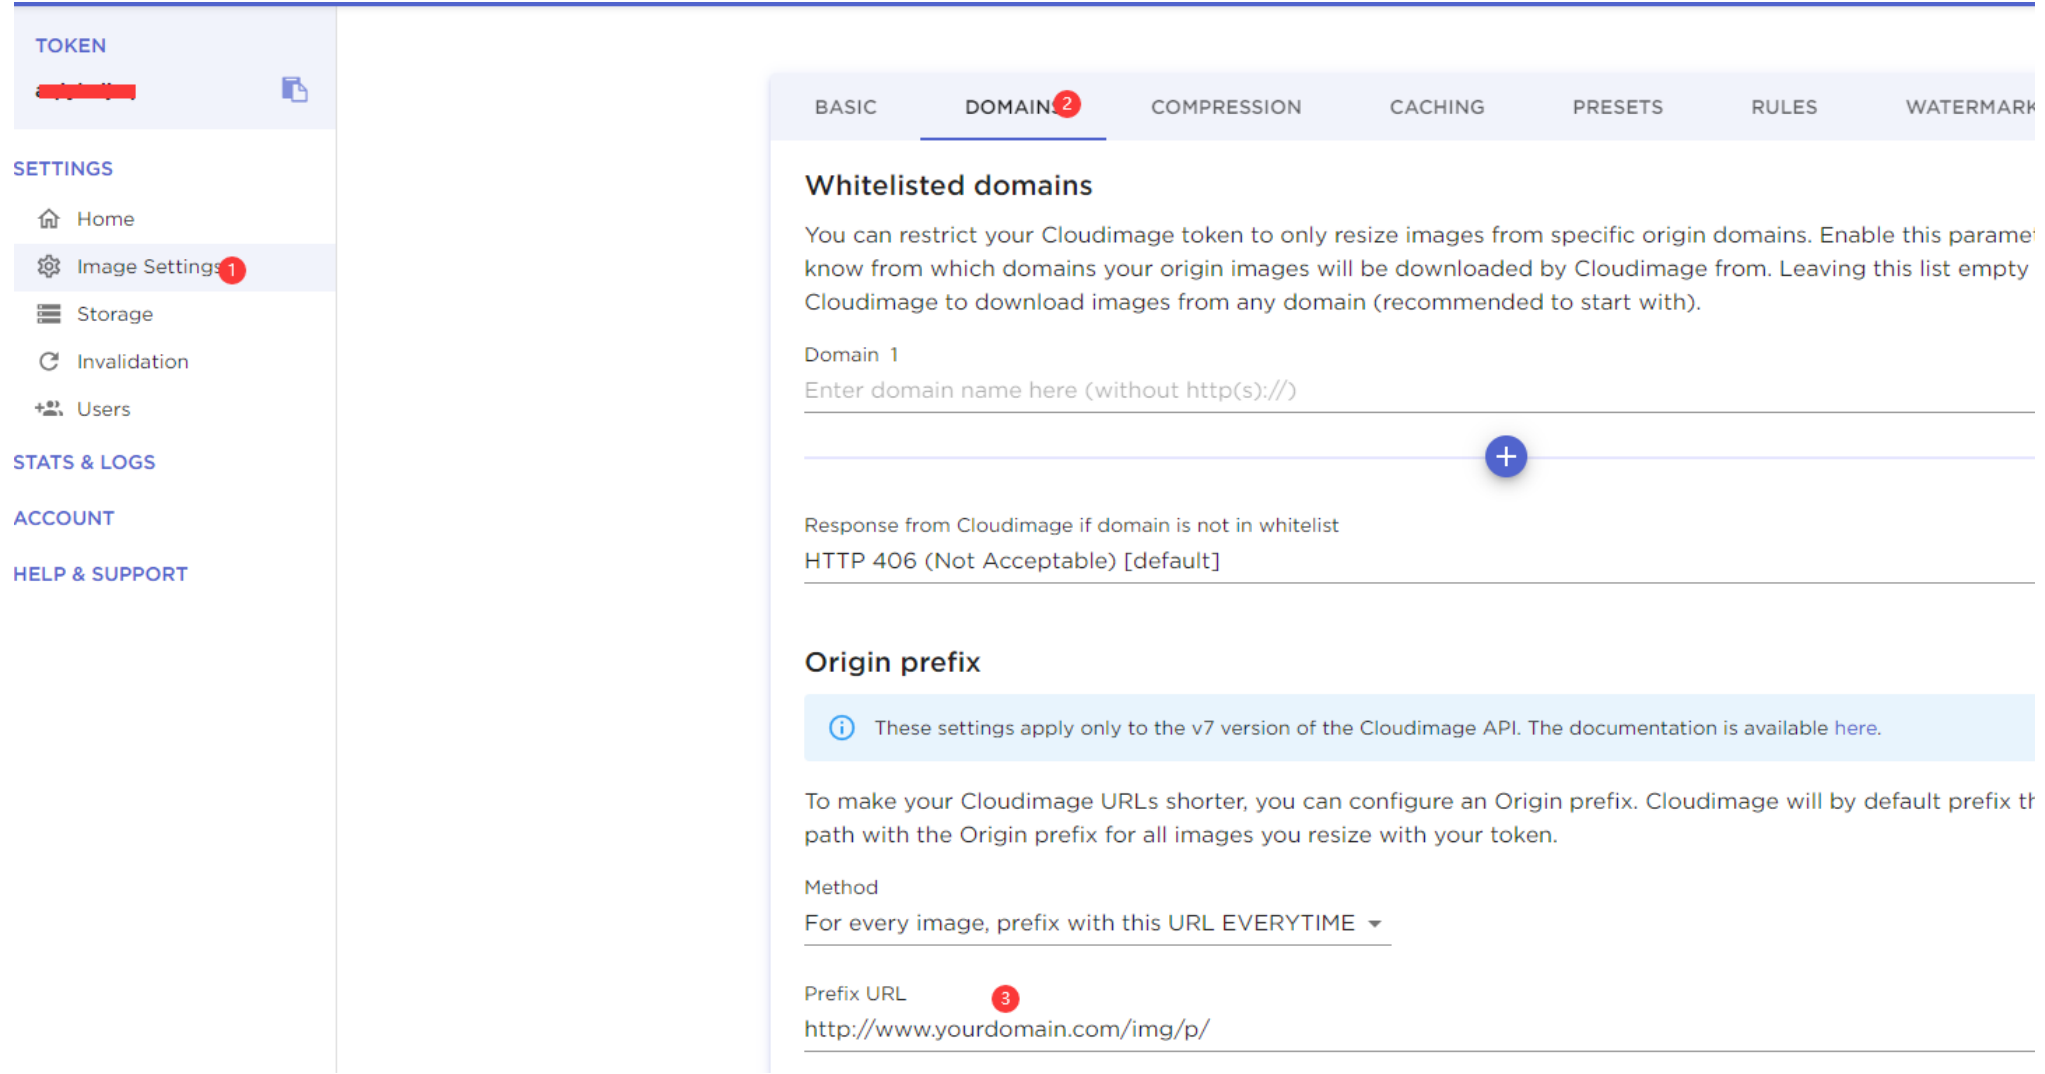 TOKEN
SETTINGS
Home
Image Settings 1
Storage
Invalidation
Users
STATS & LOGS
ACCOUNT
HELP & SUPPORT
BASIC DOMAINS 2 COMPRESSION CACHING PRESETS RULES WATERMARK
Whitelisted domains
You can restrict your Cloudimage token to only resize images from specific origin domains. Enable this paramet
know from which domains your origin images will be downloaded by Cloudimage from. Leaving this list empty
Cloudimage to download images from any domain (recommended to start with).
Domain 1
Enter domain name here (without http(s)://)
Response from Cloudimage if domain is not in whitelist
HTTP 406 (Not Acceptable) [default]
Origin prefix
These settings apply only to the v7 version of the Cloudimage API. The documentation is available here.
To make your Cloudimage URLs shorter, you can configure an Origin prefix. Cloudimage will by default prefix th
path with the Origin prefix for all images you resize with your token.
Method
For every image, prefix with this URL EVERYTIME
Prefix URL 3
http://www.yourdomain.com/img/p/